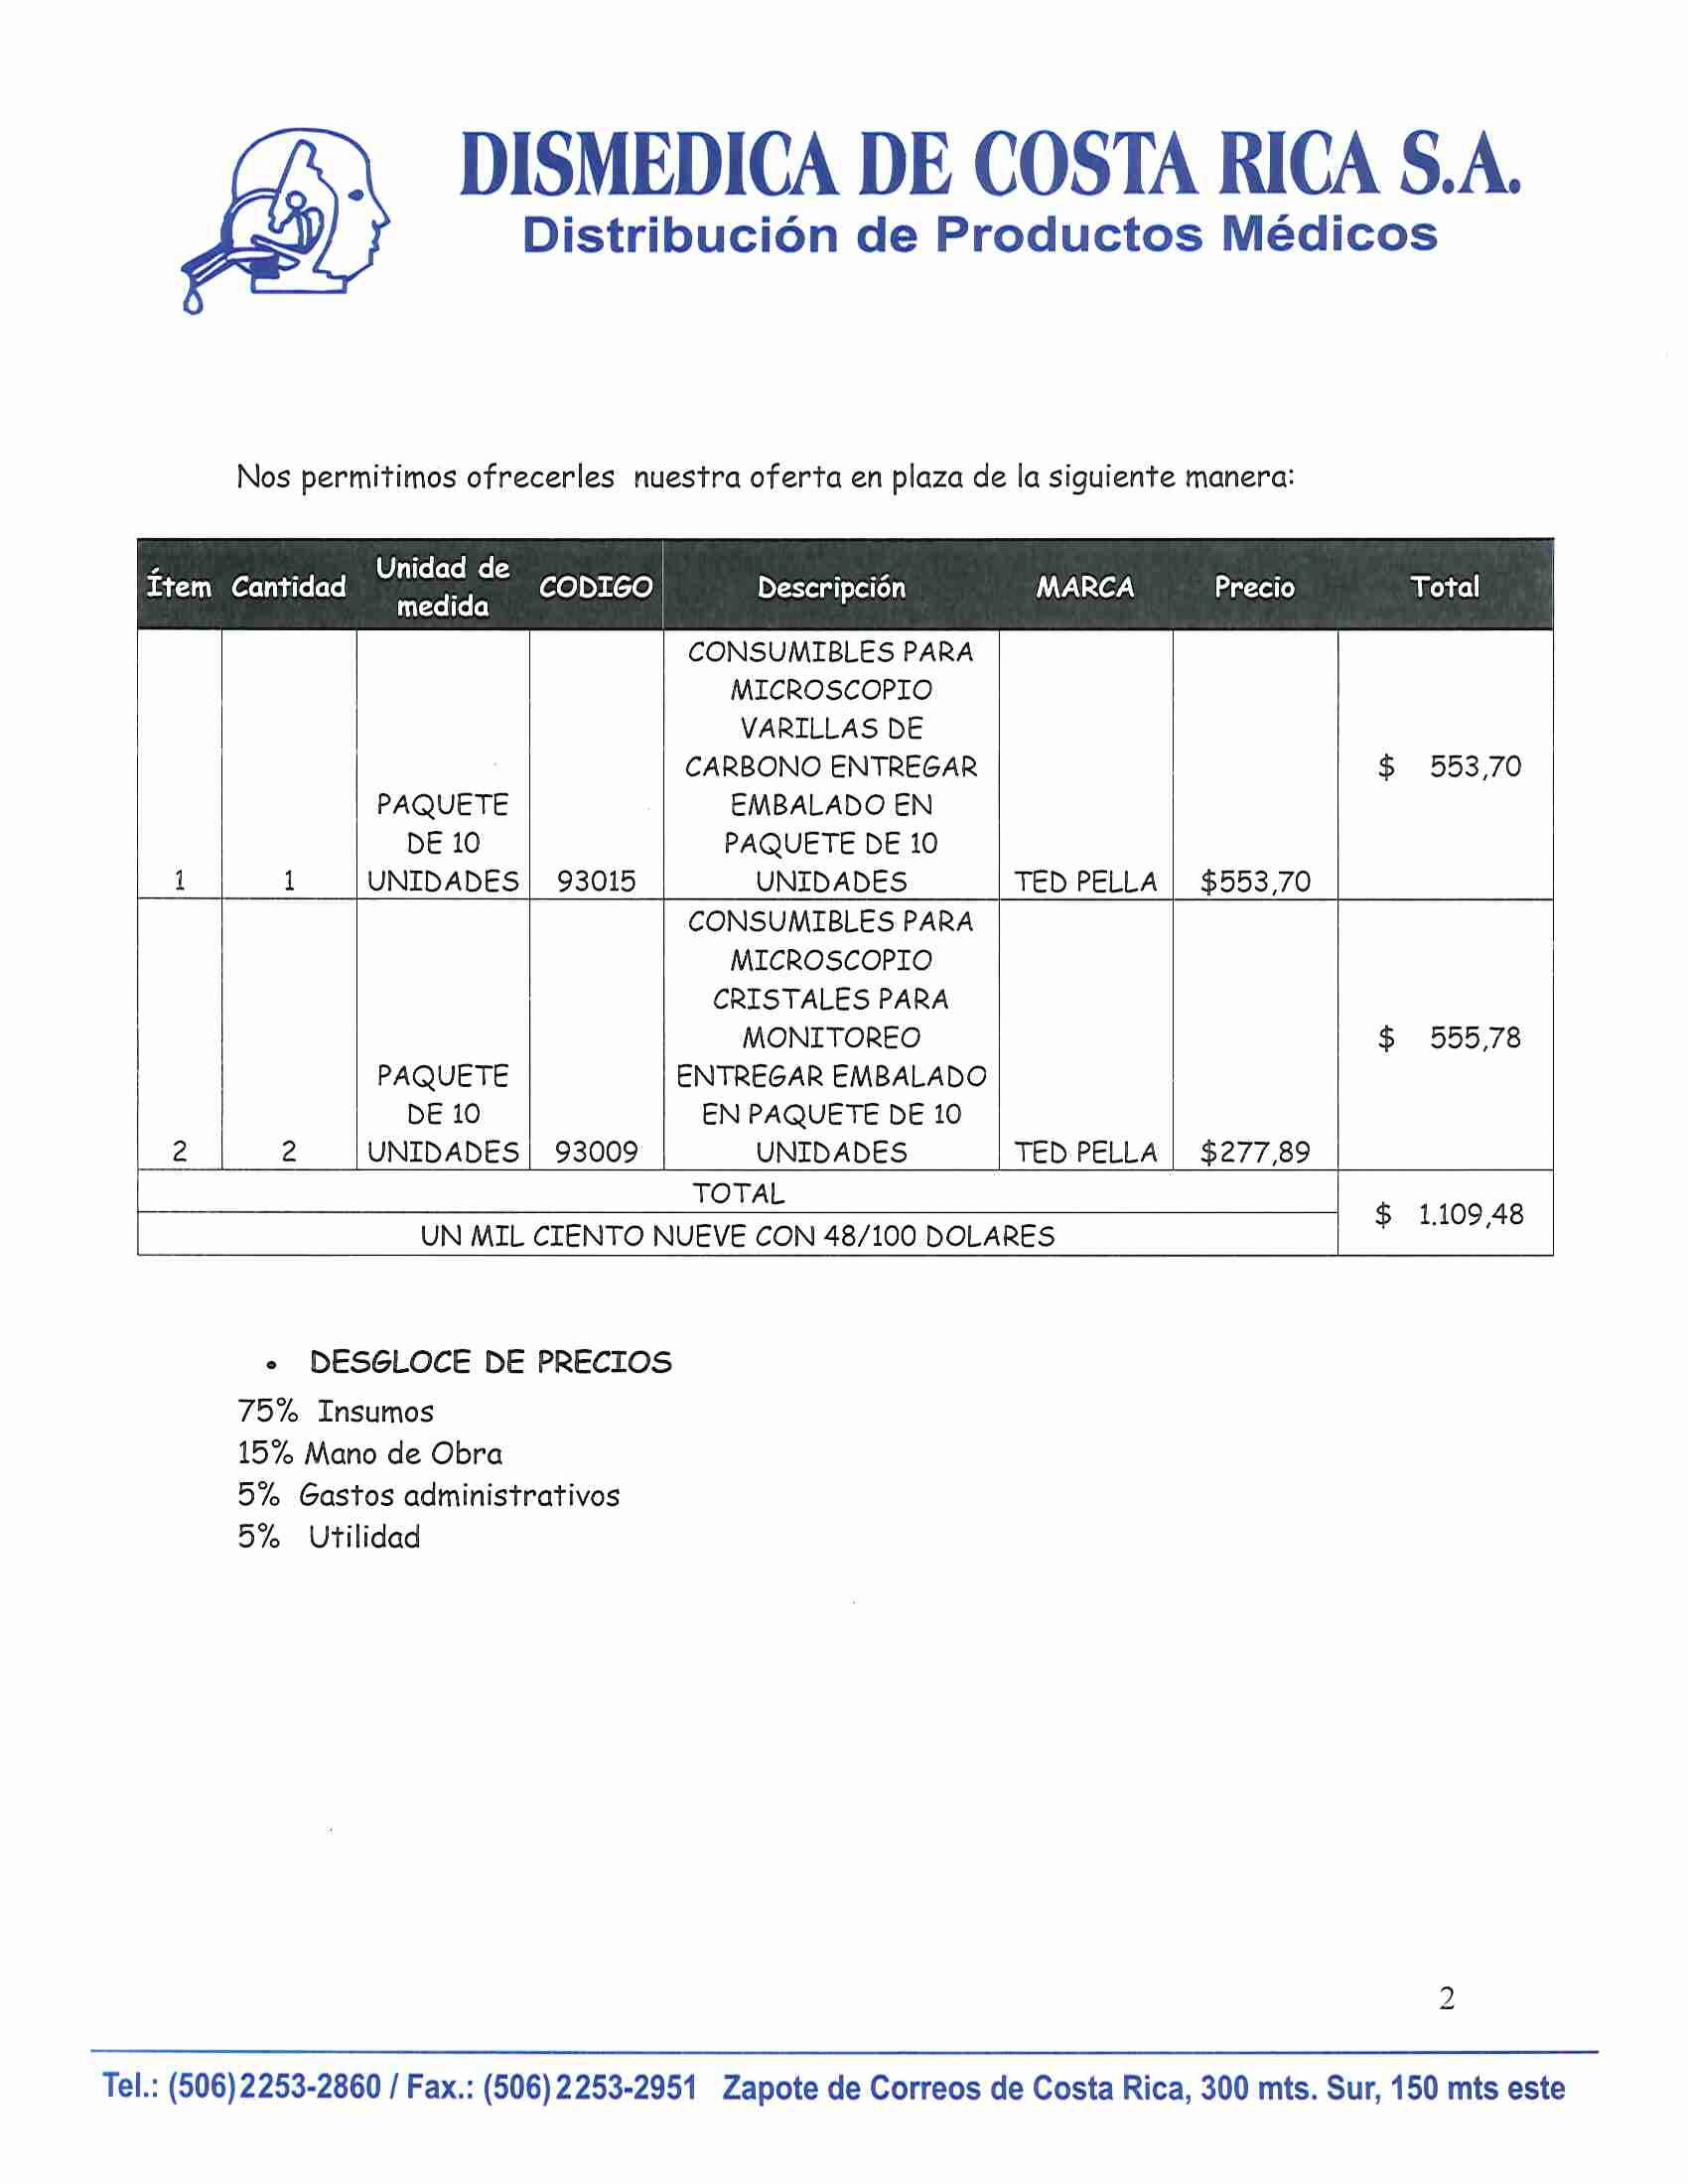 DISMEDICA DE COSTA RICA S.A.
Distribución de Productos Médicos
Nos permitimos ofrecerles nuestra oferta en plaza de la siguiente manera:
Ítem Cantidad Unidad de medida CODIGO Descripción MARCA Precio Total
CONSUMIBLES PARA
MICROSCOPIO
VARILLAS DE
CARBONO ENTREGAR $ 553,70
PAQUETE EMBALADO EN
DE 10 PAQUETE DE 10
1 1 UNIDADES 93015 UNIDADES TED PELLA $553,70
CONSUMIBLES PARA
MICROSCOPIO
CRISTALES PARA
MONITOREO $ 555,78
PAQUETE ENTREGAR EMBALADO
DE 10 EN PAQUETE DE 10
2 2 UNIDADES 93009 UNIDADES TED PELLA $277,89
TOTAL
$ 1.109,48
UN MIL CIENTO NUEVE CON 48/100 DOLARES
• DESGLOCE DE PRECIOS
75% Insumos
15% Mano de Obra
5% Gastos administrativos
5% Utilidad
2
Tel.: (506)2253-2860 / Fax.: (506)2253-2951 Zapote de Correos de Costa Rica, 300 mts. Sur, 150 mts este